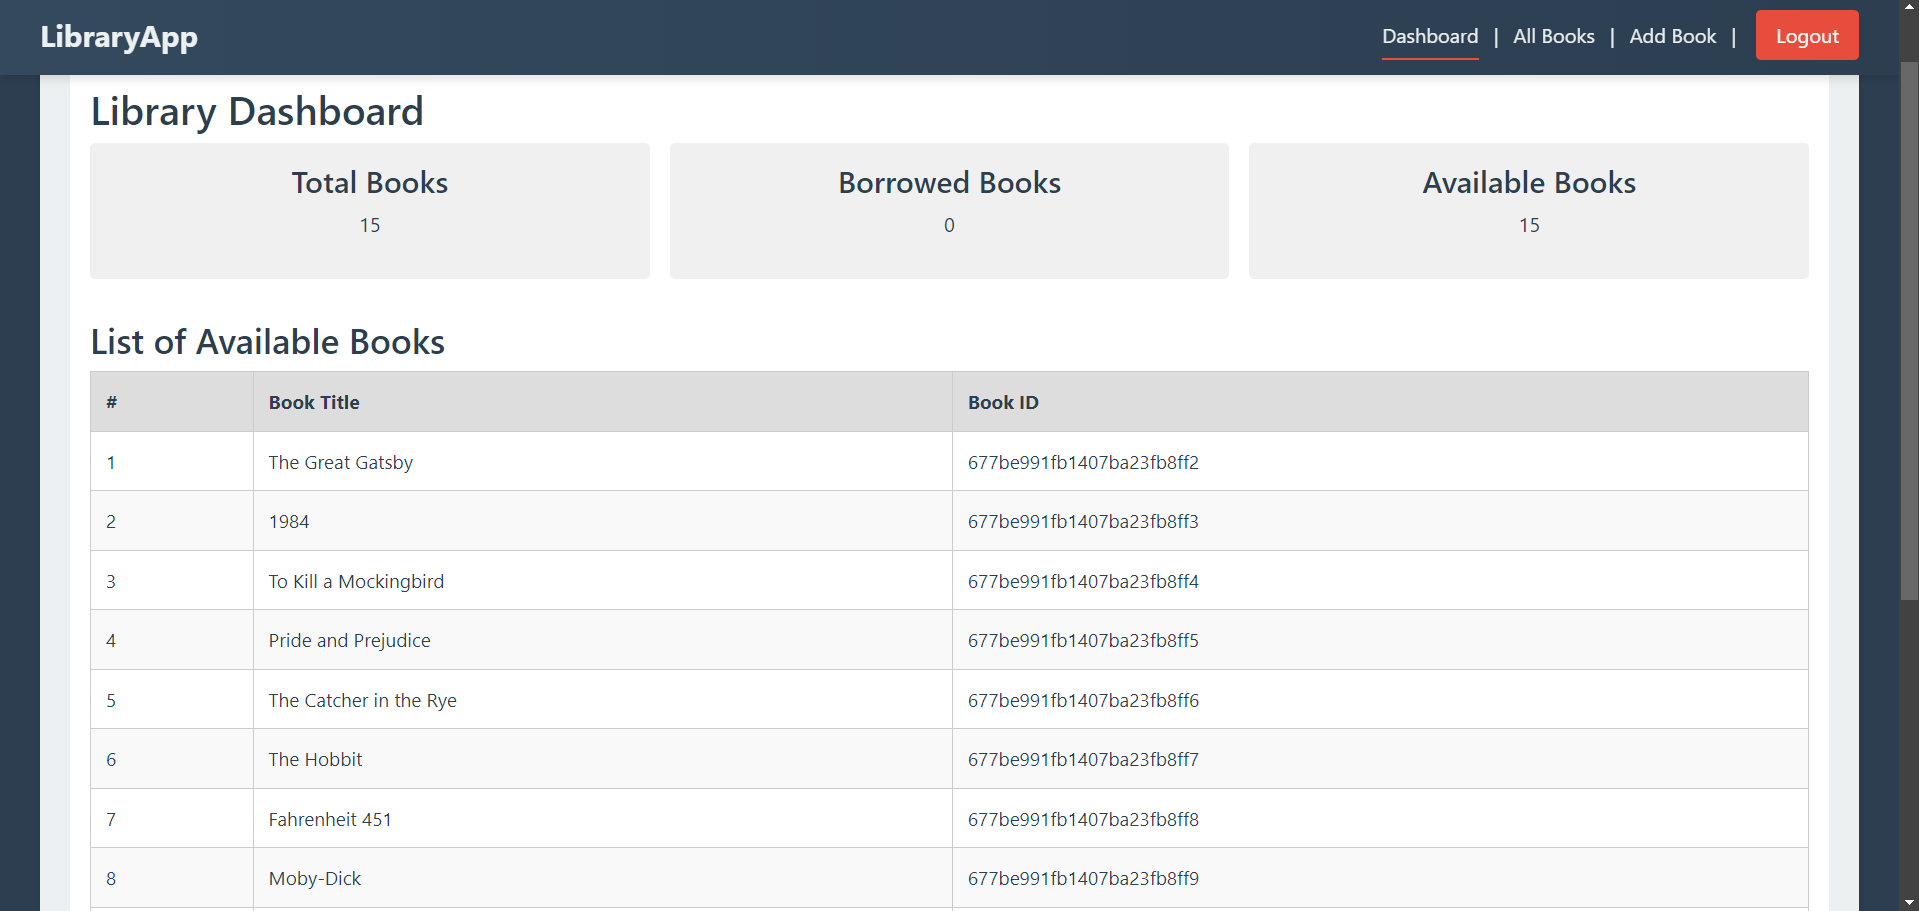 LibraryApp
Dashboard | All Books | Add Book | Logout
Library Dashboard
Total Books Borrowed Books Available Books
15 0 15
List of Available Books
# Book Title Book ID
1 The Great Gatsby 677be991fb1407ba23fb8ff2
2 1984 677be991fb1407ba23fb8ff3
3 To Kill a Mockingbird 677be991fb1407ba23fb8ff4
4 Pride and Prejudice 677be991fb1407ba23fb8ff5
5 The Catcher in the Rye 677be991fb1407ba23fb8ff6
6 The Hobbit 677be991fb1407ba23fb8ff7
7 Fahrenheit 451 677be991fb1407ba23fb8ff8
8 Moby-Dick 677be991fb1407ba23fb8ff9